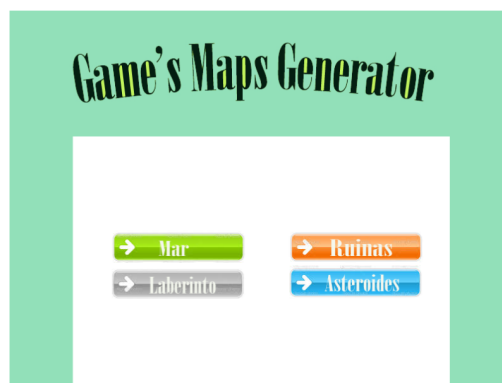 Game's Maps Generator
Mar
Ruinas
Laberinto
Asteroides